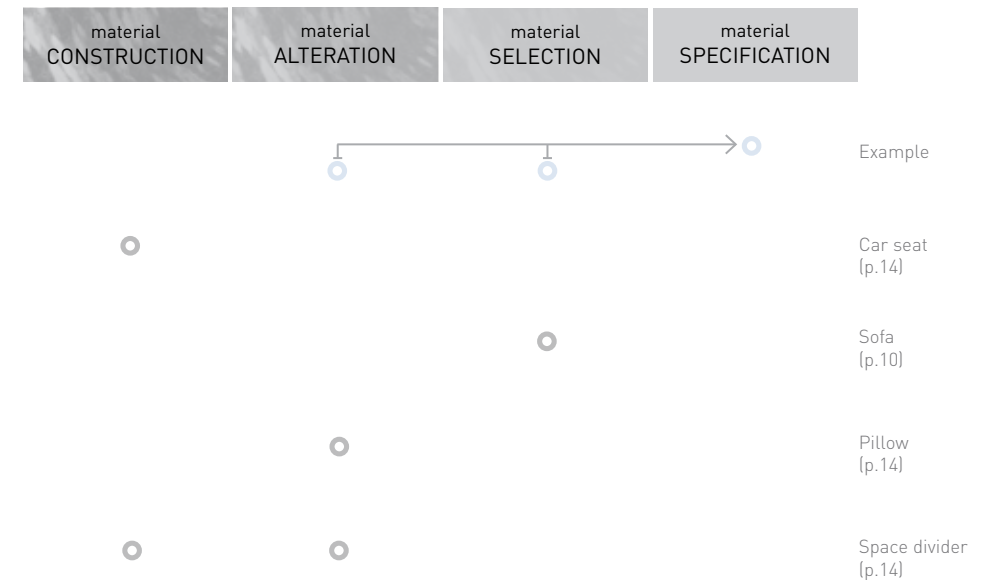 material
CONSTRUCTION
material
ALTERATION
material
SELECTION
material
SPECIFICATION
Example
Car seat
(p.14)
Sofa
(p.10)
Pillow
(p.14)
Space divider
(p.14)